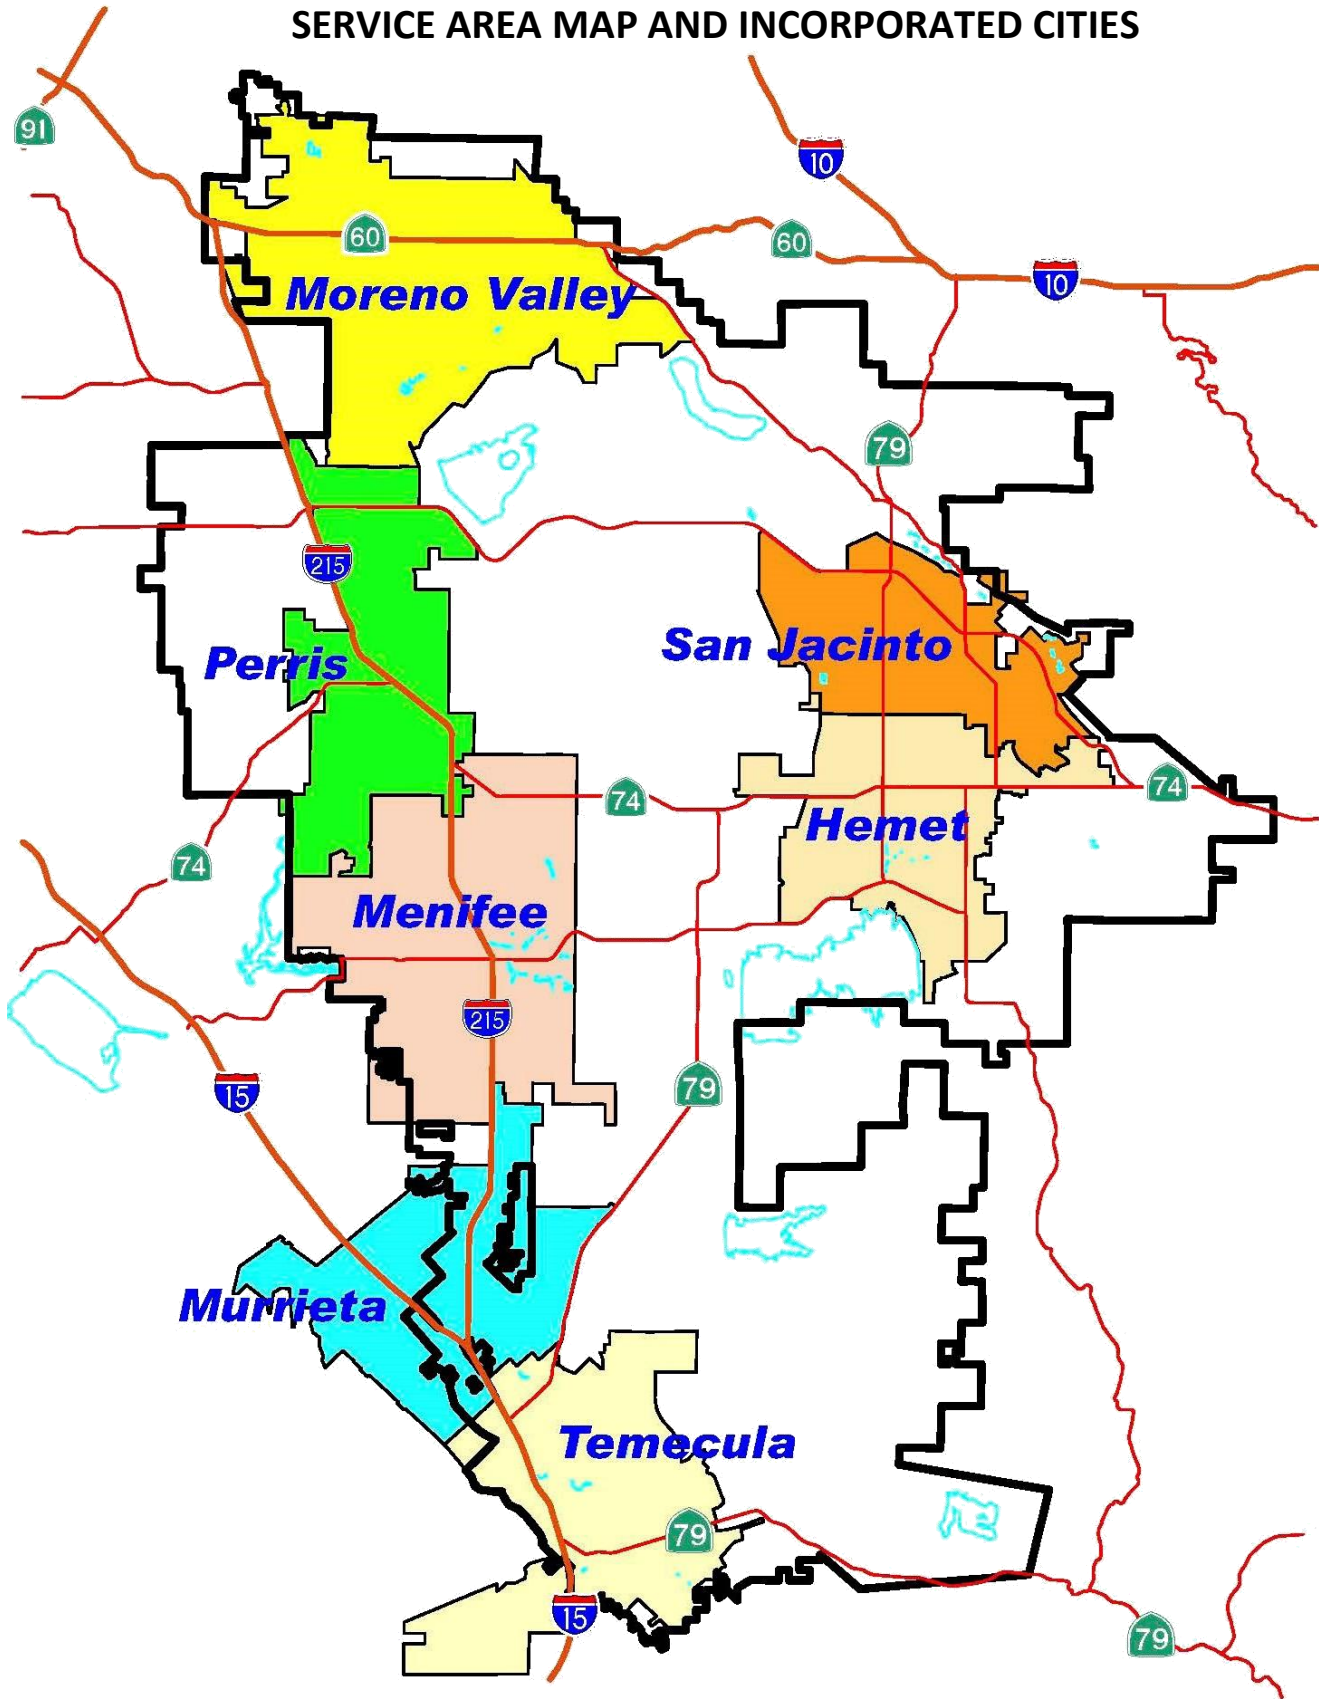 SERVICE AREA MAP AND INCORPORATED CITIES
91
10
60
60
10
Moreno Valley
79
215
San Jacinto
Perris
74
74
Hemet
74
Menifee
215
79
15
Murrieta
Temecula
79
15
79